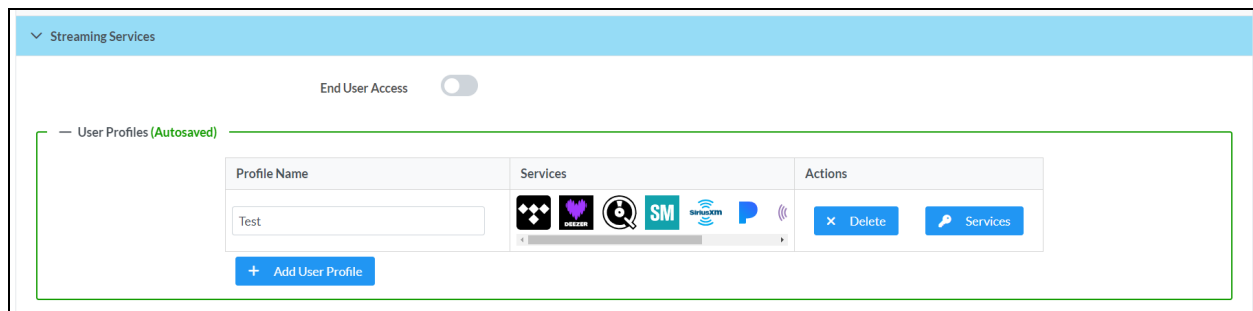 Streaming Services
End User Access
User Profiles (Autosaved)
Profile Name Services Actions
Test DEEZER SM SiriusXm Delete Services
Add User Profile